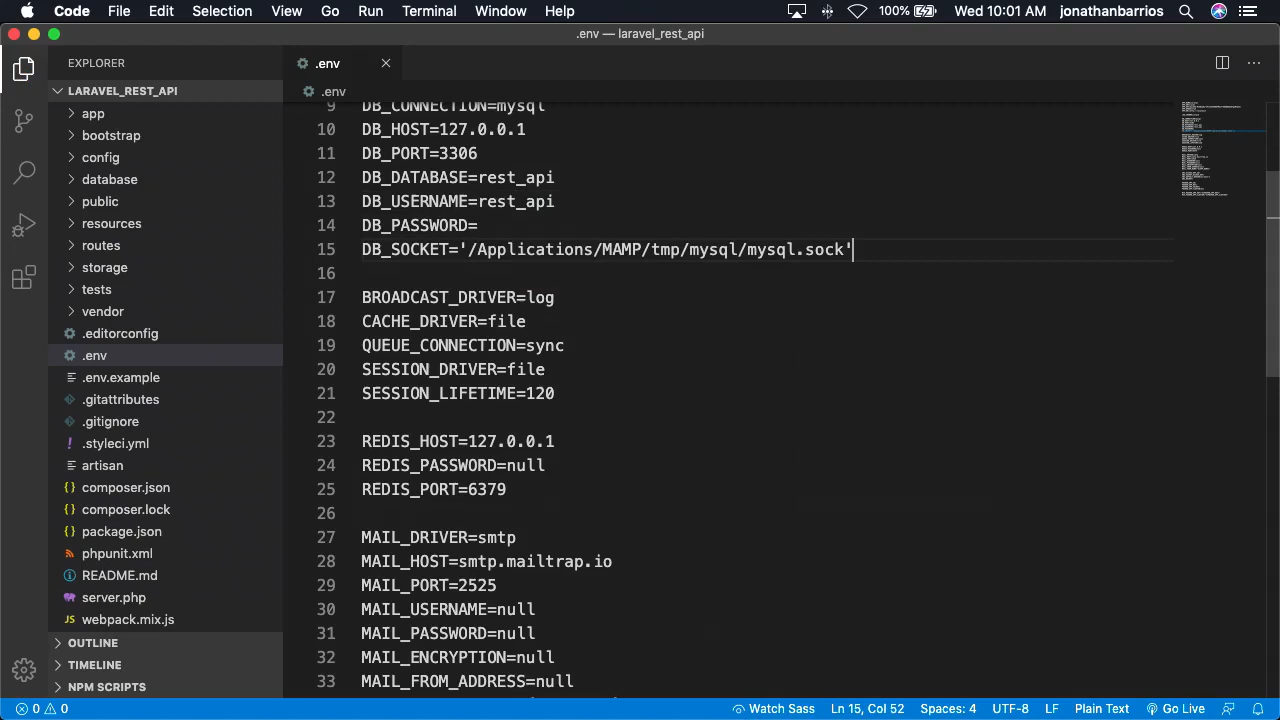 Code File Edit Selection View Go Run Terminal Window Help 100% Wed 10:01 AM jonathanbarrios
.env — laravel_rest_api
EXPLORER
LARAVEL_REST_API
app
bootstrap
config
database
public
resources
routes
storage
tests
vendor
.editorconfig
.env
.env.example
.gitattributes
.gitignore
! .styleci.yml
artisan
{} composer.json
{} composer.lock
{} package.json
phpunit.xml
README.md
server.php
JS webpack.mix.js
OUTLINE
TIMELINE
NPM SCRIPTS
.env
.env
9 DB_CONNECTION=mysql
10 DB_HOST=127.0.0.1
11 DB_PORT=3306
12 DB_DATABASE=rest_api
13 DB_USERNAME=rest_api
14 DB_PASSWORD=
15 DB_SOCKET='/Applications/MAMP/tmp/mysql/mysql.sock'
16
17 BROADCAST_DRIVER=log
18 CACHE_DRIVER=file
19 QUEUE_CONNECTION=sync
20 SESSION_DRIVER=file
21 SESSION_LIFETIME=120
22
23 REDIS_HOST=127.0.0.1
24 REDIS_PASSWORD=null
25 REDIS_PORT=6379
26
27 MAIL_DRIVER=smtp
28 MAIL_HOST=smtp.mailtrap.io
29 MAIL_PORT=2525
30 MAIL_USERNAME=null
31 MAIL_PASSWORD=null
32 MAIL_ENCRYPTION=null
33 MAIL_FROM_ADDRESS=null
0 0 Watch Sass Ln 15, Col 52 Spaces: 4 UTF-8 LF Plain Text Go Live